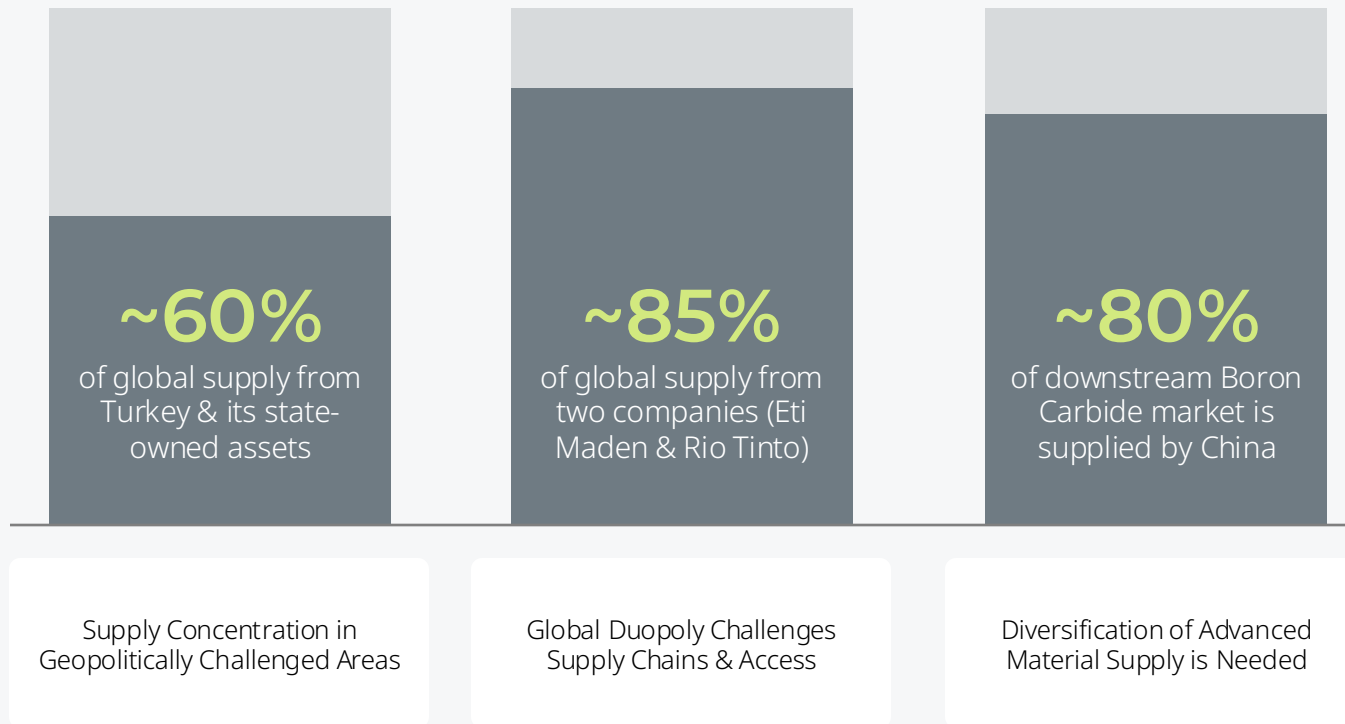 ~60%
of global supply from
Turkey & its state-
owned assets
~85%
of global supply from
two companies (Eti
Maden & Rio Tinto)
~80%
of downstream Boron
Carbide market is
supplied by China
Supply Concentration in
Geopolitically Challenged Areas
Global Duopoly Challenges
Supply Chains & Access
Diversification of Advanced
Material Supply is Needed